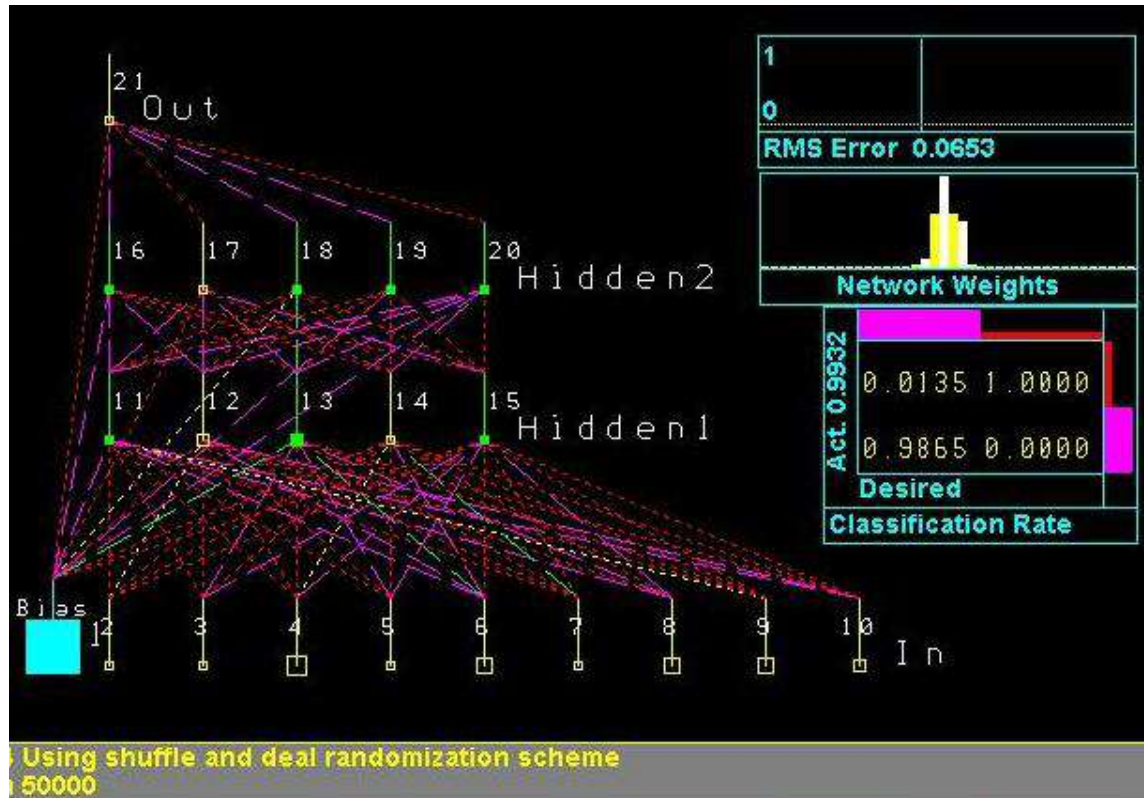 21
Out
16 17 18 19 20
Hidden2
11 12 13 14 15
Hidden1
Bias
1 2 3 4 5 6 7 8 9 10
In
1
0
RMS Error 0.0653
Network Weights
Act. 0.9932
0.0135 1.0000
0.9865 0.0000
Desired
Classification Rate
Using shuffle and deal randomization scheme
50000